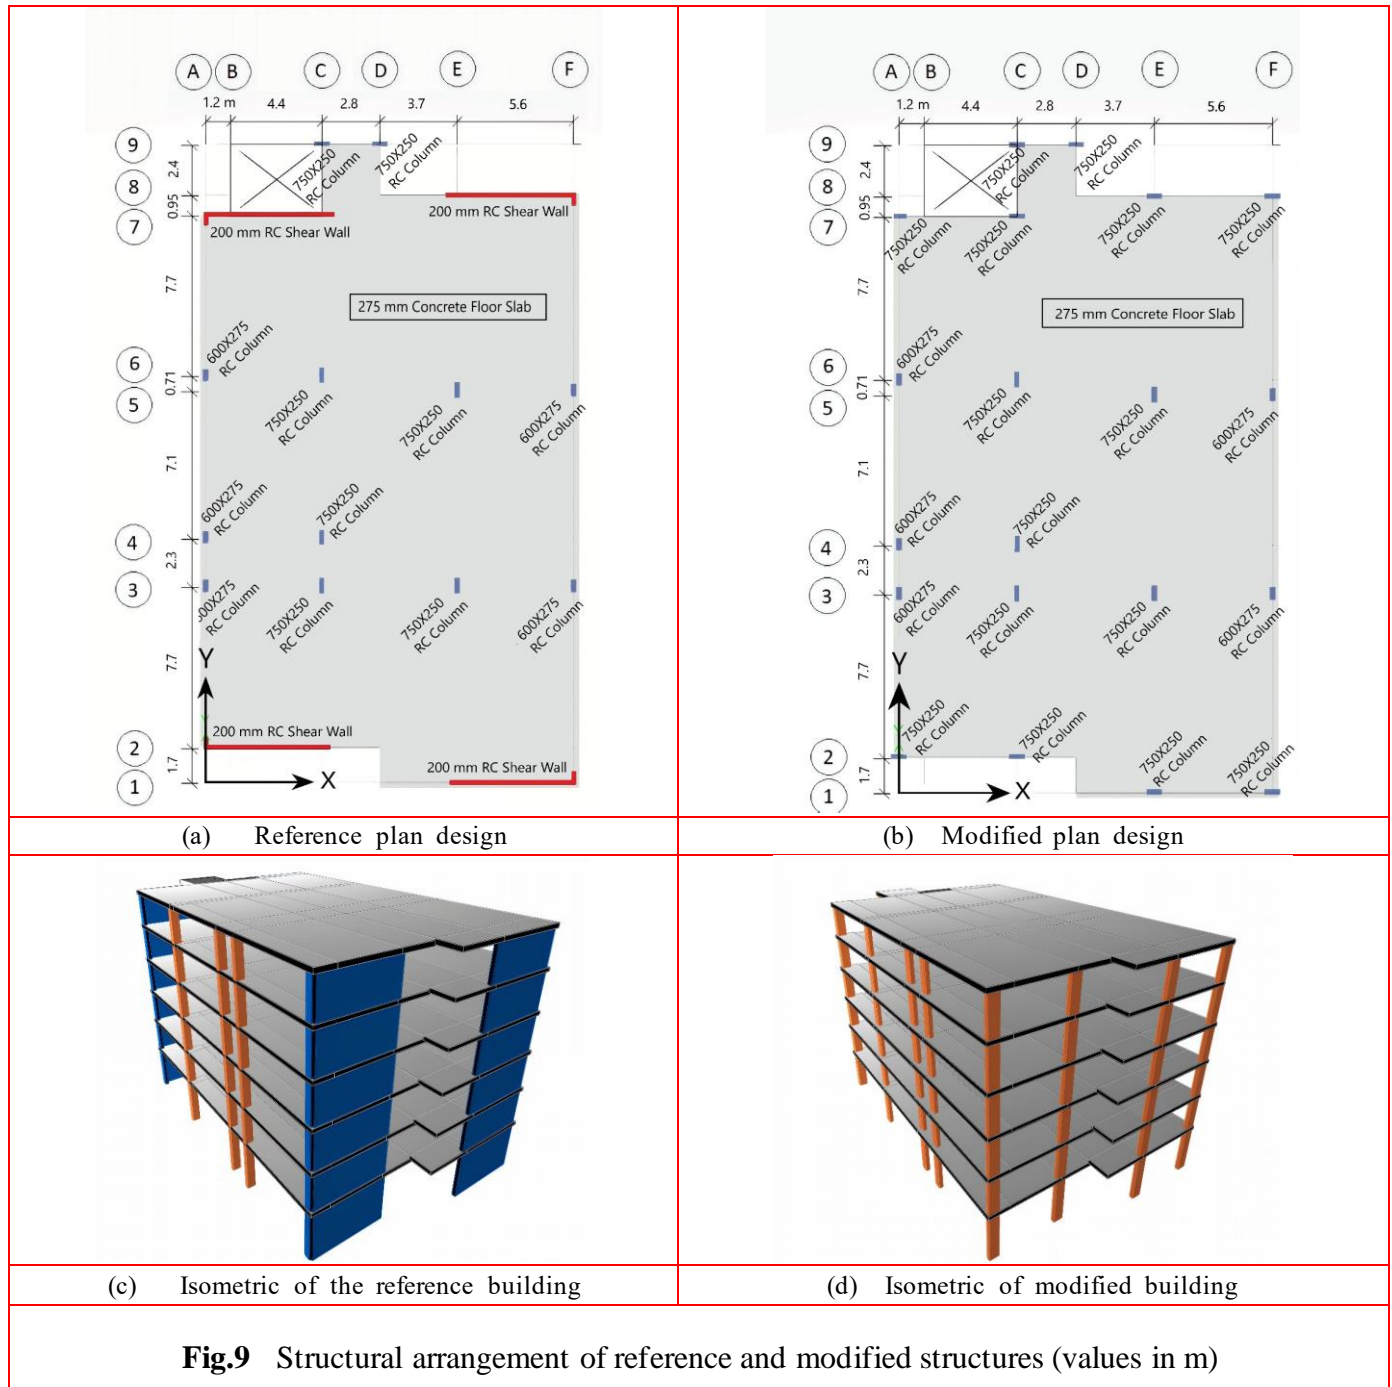 A B C D E F
1.2 m 4.4 2.8 3.7 5.6
9
8
7
6
5
4
3
2
1
2.4
0.95
7.7
0.71
7.1
2.3
7.7
1.7
750X250
RC Column
750X250
RC Column
200 mm RC Shear Wall
200 mm RC Shear Wall
275 mm Concrete Floor Slab
600X275
RC Column
750X250
RC Column
750X250
RC Column
600X275
RC Column
600X275
RC Column
750X250
RC Column
RC Column
750X250
RC Column
750X250
RC Column
600X275
RC Column
Y
200 mm RC Shear Wall
200 mm RC Shear Wall
X
A B C D E F
1.2 m 4.4 2.8 3.7 5.6
9
8
7
6
5
4
3
2
1
2.4
0.95
7.7
0.71
7.1
2.3
7.7
1.7
750X250
RC Column
750X250
RC Column
750X250
RC Column
750X250
RC Column
750X250
RC Column
750X250
RC Column
275 mm Concrete Floor Slab
600X275
RC Column
750X250
RC Column
750X250
RC Column
600X275
RC Column
600X275
RC Column
750X250
RC Column
600X275
RC Column
750X250
RC Column
750X250
RC Column
600X275
RC Column
Y
750X250
RC Column
750X250
RC Column
750X250
RC Column
750X250
RC Column
X
(a) Reference plan design
(b) Modified plan design
(c) Isometric of the reference building
(d) Isometric of modified building
Fig.9 Structural arrangement of reference and modified structures (values in m)